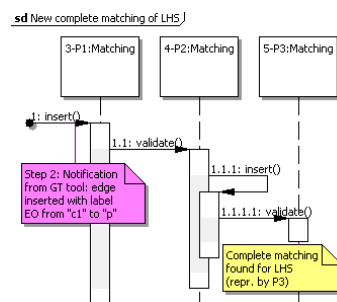 sd New complete matching of LHS
3-P1:Matching
4-P2:Matching
5-P3:Matching
1: insert()
1.1: validate()
Step 2: Notification
from GT tool: edge
inserted with label
EO from "c1" to "p"
1.1.1: insert()
1.1.1.1: validate()
Complete matching
found for LHS
(repr. by P3)